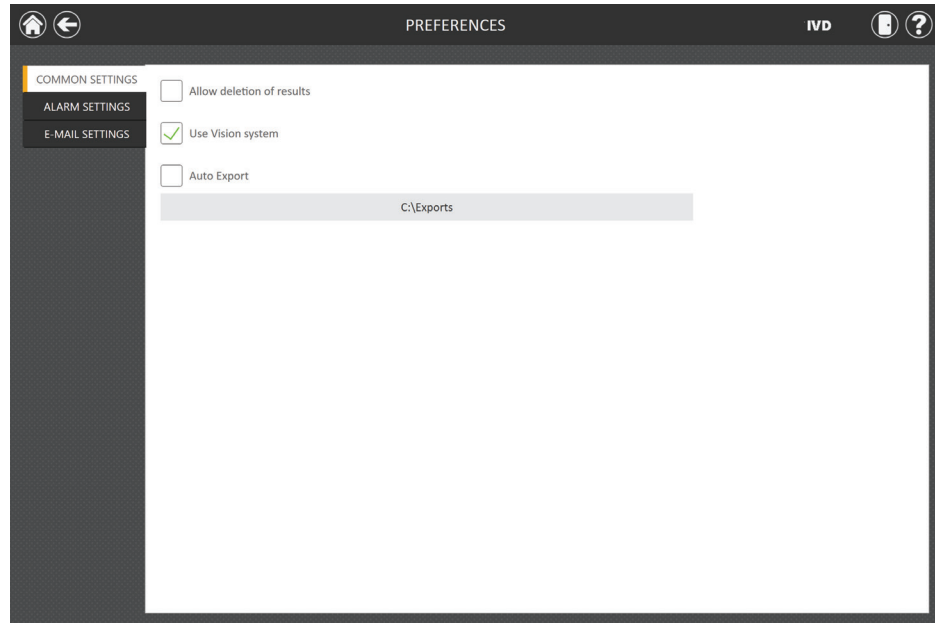 PREFERENCES
IVD
?
COMMON SETTINGS
ALARM SETTINGS
E-MAIL SETTINGS
Allow deletion of results
Use Vision system
Auto Export
C:\Exports